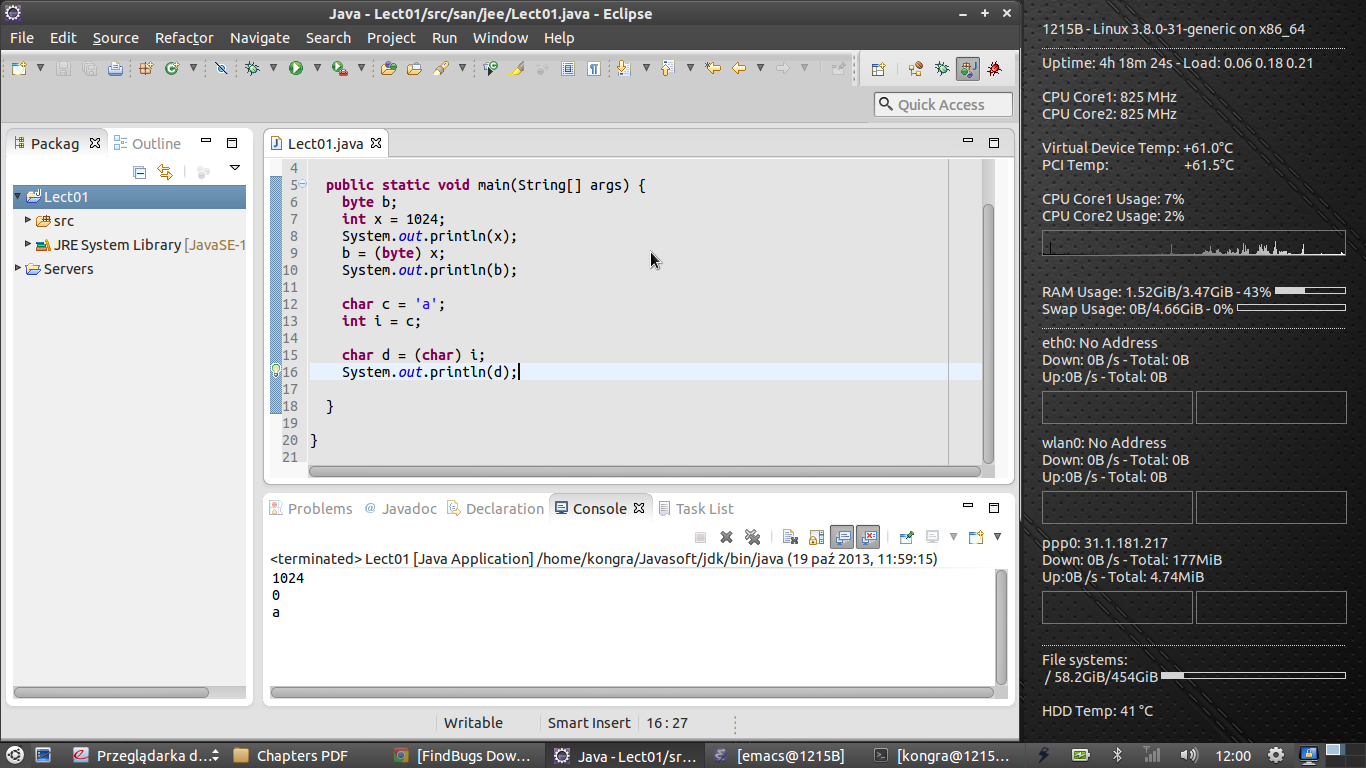 Java - Lect01/src/san/jee/Lect01.java - Eclipse
File Edit Source Refactor Navigate Search Project Run Window Help
Quick Access
Packag
Outline
Lect01
src
JRE System Library [JavaSE-1
Servers
Lect01.java
4
5 public static void main(String[] args) {
6 byte b;
7 int x = 1024;
8 System.out.println(x);
9 b = (byte) x;
10 System.out.println(b);
11
12 char c = 'a';
13 int i = c;
14
15 char d = (char) i;
16 System.out.println(d);
17
18 }
19
20 }
21
Problems @ Javadoc Declaration Console Task List
<terminated> Lect01 [Java Application] /home/kongra/Javasoft/jdk/bin/java (19 paź 2013, 11:59:15)
1024
0
a
Writable Smart Insert 16 : 27
1215B - Linux 3.8.0-31-generic on x86_64
Uptime: 4h 18m 24s - Load: 0.06 0.18 0.21
CPU Core1: 825 MHz
CPU Core2: 825 MHz
Virtual Device Temp: +61.0°C
PCI Temp: +61.5°C
CPU Core1 Usage: 7%
CPU Core2 Usage: 2%
RAM Usage: 1.52GiB/3.47GiB - 43%
Swap Usage: 0B/4.66GiB - 0%
eth0: No Address
Down: 0B /s - Total: 0B
Up:0B /s - Total: 0B
wlan0: No Address
Down: 0B /s - Total: 0B
Up:0B /s - Total: 0B
ppp0: 31.1.181.217
Down: 0B /s - Total: 177MiB
Up:0B /s - Total: 4.74MiB
File systems:
/ 58.2GiB/454GiB
HDD Temp: 41 °C
Przeglądarka d... Chapters PDF [FindBugs Dow... Java - Lect01/sr... [emacs@1215B] [kongra@1215... 12:00